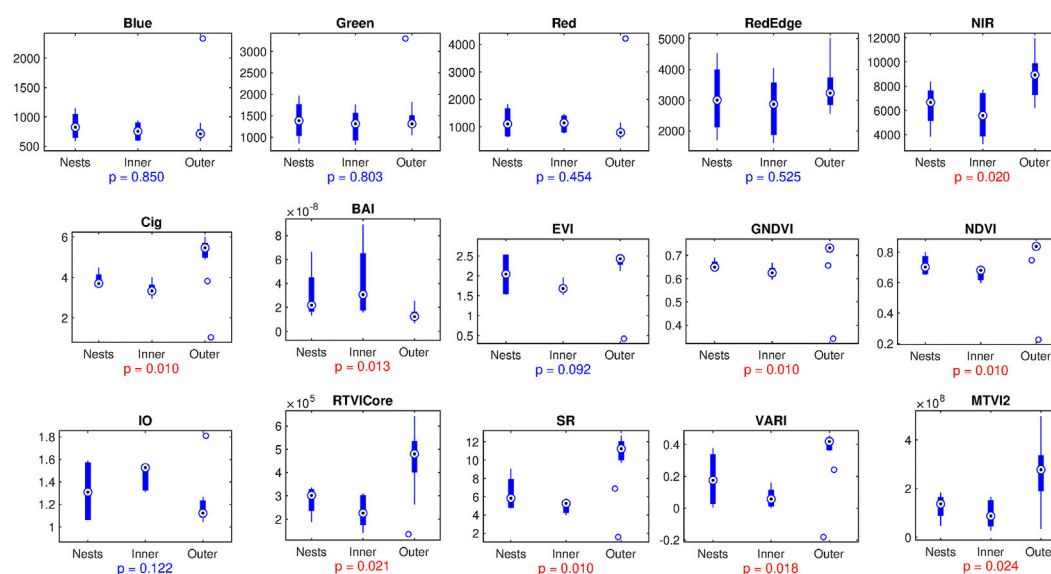 Blue Green Red RedEdge NIR
2000
1500
1000
500
Nests Inner Outer
p = 0.850
3000
2500
2000
1500
1000
Nests Inner Outer
p = 0.803
4000
3000
2000
1000
Nests Inner Outer
p = 0.454
5000
4000
3000
2000
Nests Inner Outer
p = 0.525
12000
10000
8000
6000
4000
Nests Inner Outer
p = 0.020
Cig
6
4
2
Nests Inner Outer
p = 0.010
×10-8
BAI
8
6
4
2
0
Nests Inner Outer
p = 0.013
EVI
2.5
2
1.5
1
0.5
Nests Inner Outer
p = 0.092
GNDVI
0.7
0.6
0.5
0.4
Nests Inner Outer
p = 0.010
NDVI
0.8
0.6
0.4
0.2
Nests Inner Outer
p = 0.010
IO
1.8
1.6
1.4
1.2
1
Nests Inner Outer
p = 0.122
×105
RTVICore
6
5
4
3
2
Nests Inner Outer
p = 0.021
SR
12
10
8
6
4
2
Nests Inner Outer
p = 0.010
VARI
0.4
0.2
0
-0.2
Nests Inner Outer
p = 0.018
×108
MTVI2
4
2
0
Nests Inner Outer
p = 0.024